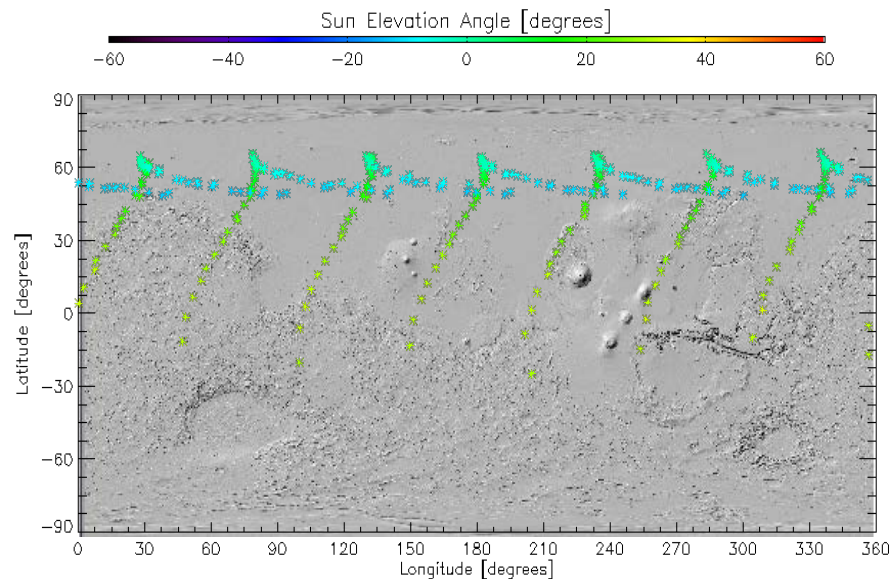 Sun Elevation Angle [degrees]
−60 −40 −20 0 20 40 60
90
60
30
0
−30
−60
−90
Latitude [degrees]
0 30 60 90 120 150 180 210 240 270 300 330 360
Longitude [degrees]